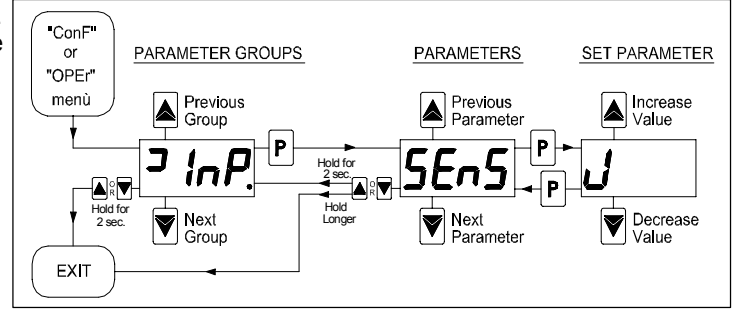 "ConF"
or
"OPEr"
menù
PARAMETER GROUPS
PARAMETERS
SET PARAMETER
Previous
Group
Previous
Parameter
Increase
Value
InP.
P
Hold for
2 sec.
SEnS
P
J
P
OR
Hold for
2 sec.
OR
Hold
Longer
Next
Group
Next
Parameter
Decrease
Value
EXIT